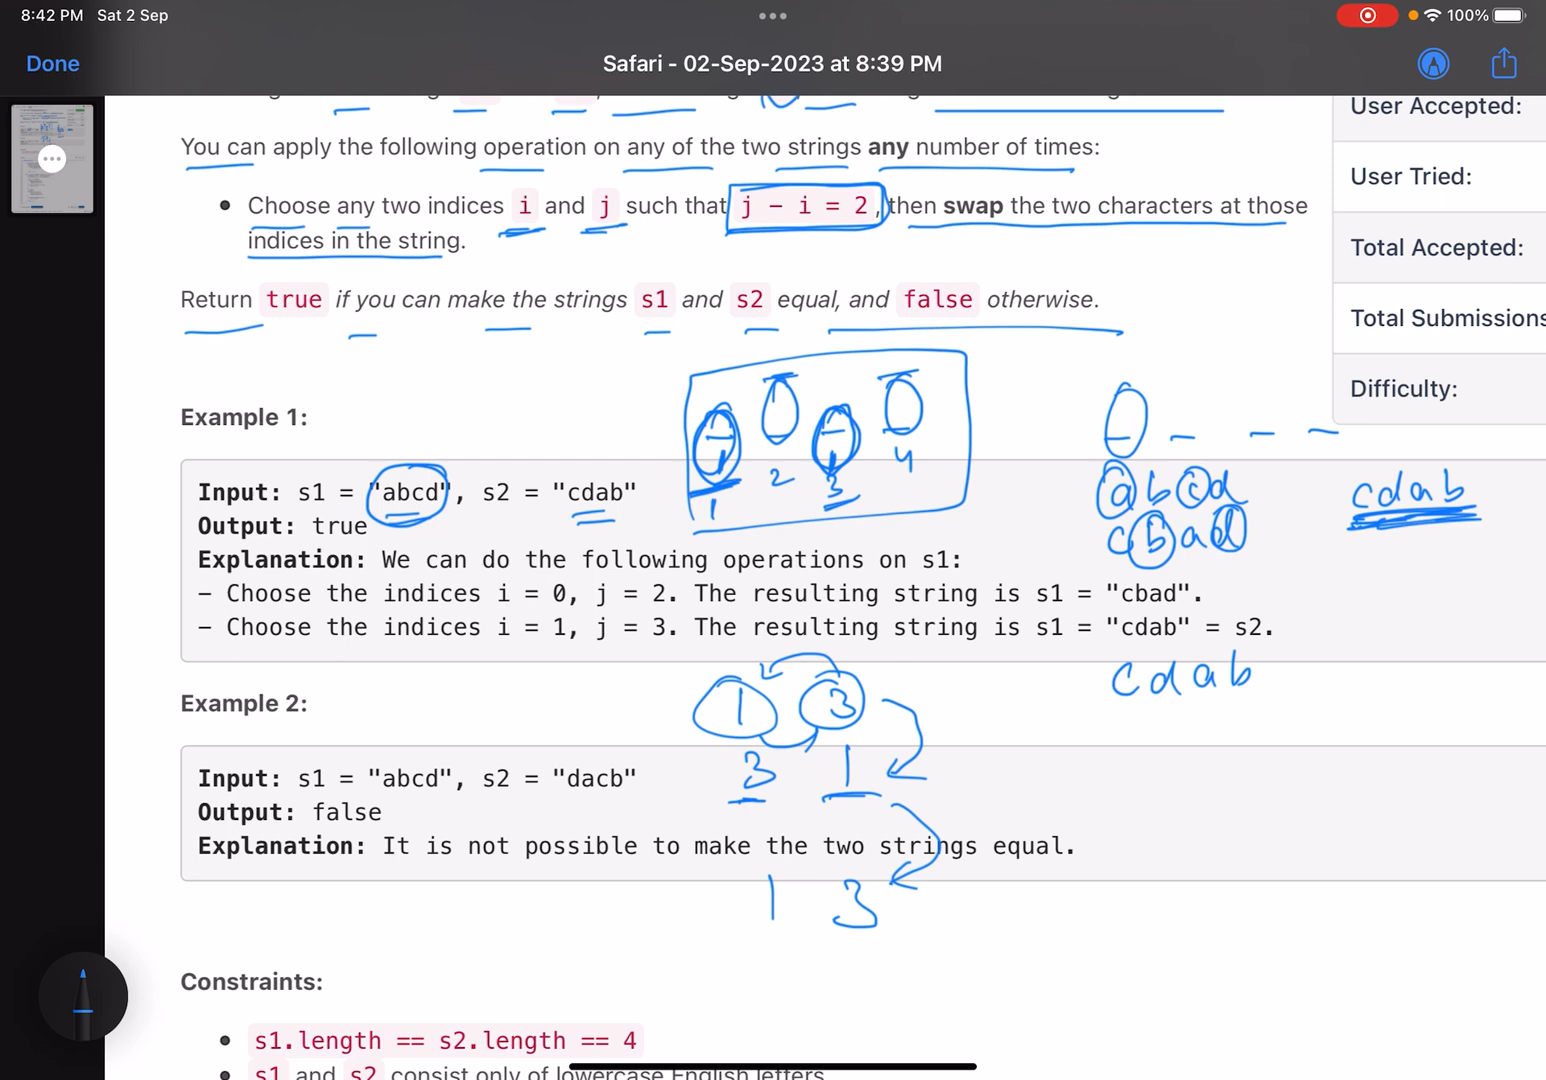 8:42 PM Sat 2 Sep
100%
Done
Safari - 02-Sep-2023 at 8:39 PM
User Accepted:
You can apply the following operation on any of the two strings any number of times:
User Tried:
• Choose any two indices i and j such that j - i = 2, then swap the two characters at those
indices in the string.
Total Accepted:
Return true if you can make the strings s1 and s2 equal, and false otherwise.
Total Submissions
Difficulty:
Example 1:
1 2 3 4
Input: s1 = "abcd", s2 = "cdab"
abcd
cdab
Output: true
cbad
Explanation: We can do the following operations on s1:
- Choose the indices i = 0, j = 2. The resulting string is s1 = "cbad".
- Choose the indices i = 1, j = 3. The resulting string is s1 = "cdab" = s2.
cdab
Example 2:
1 3
Input: s1 = "abcd", s2 = "dacb"
3 1
Output: false
Explanation: It is not possible to make the two strings equal.
1 3
Constraints:
• s1.length == s2.length == 4
• s1 and s2 consist only of lowercase English letters